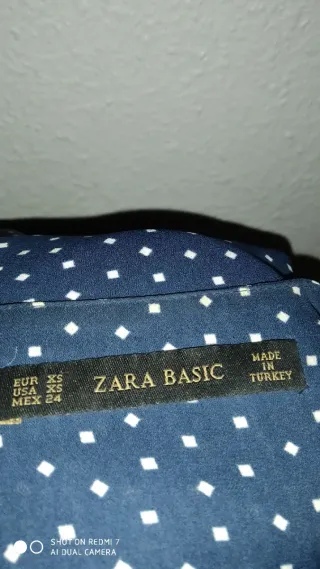 EUR XS
USA XS
MEX 24
ZARA BASIC
MADE
IN
TURKEY
SHOT ON REDMI 7
AI DUAL CAMERA